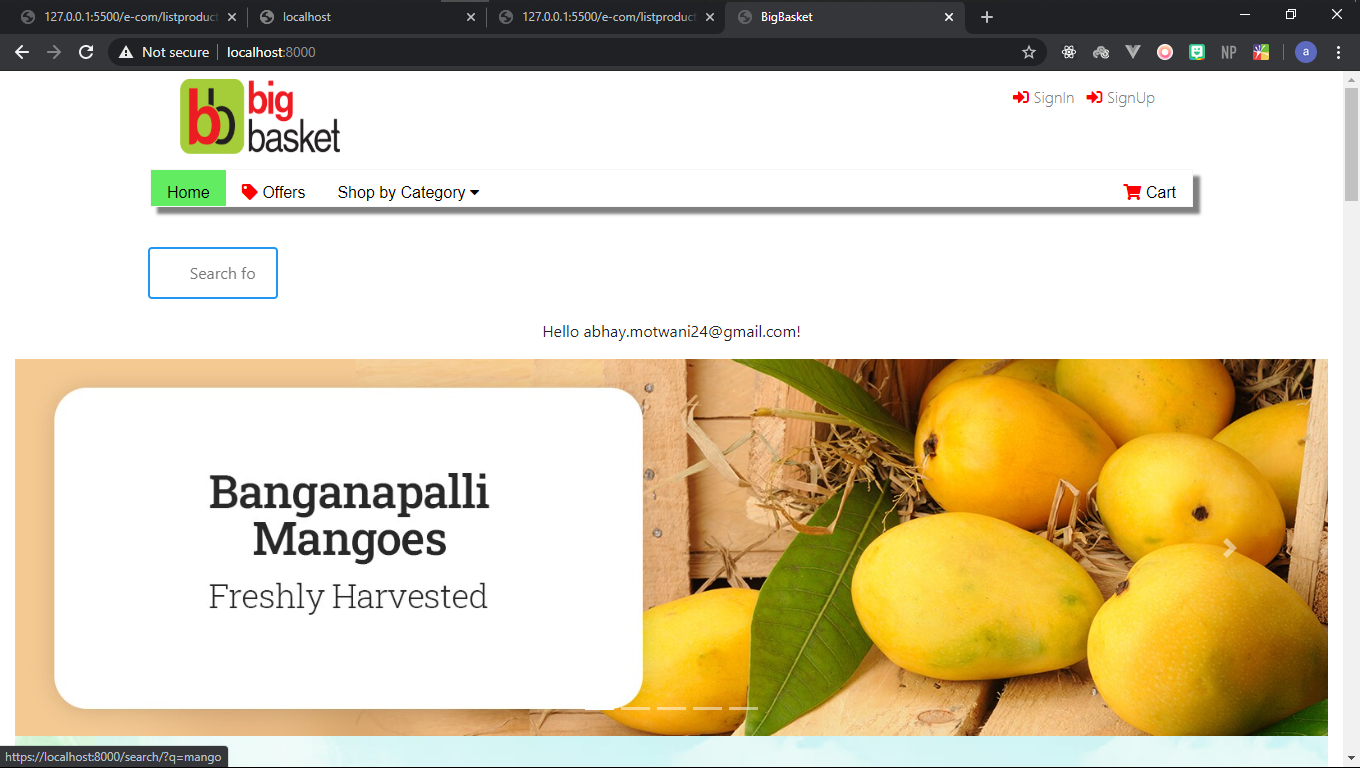 127.0.0.1:5500/e-com/listproduct
localhost
127.0.0.1:5500/e-com/listproduct
BigBasket
Not secure
localhost:8000
NP
a
bb
big
basket
SignIn
SignUp
Home
Offers
Shop by Category
Cart
Search fo
Hello abhay.motwani24@gmail.com!
Banganapalli
Mangoes
Freshly Harvested
https://localhost:8000/search/?q=mango